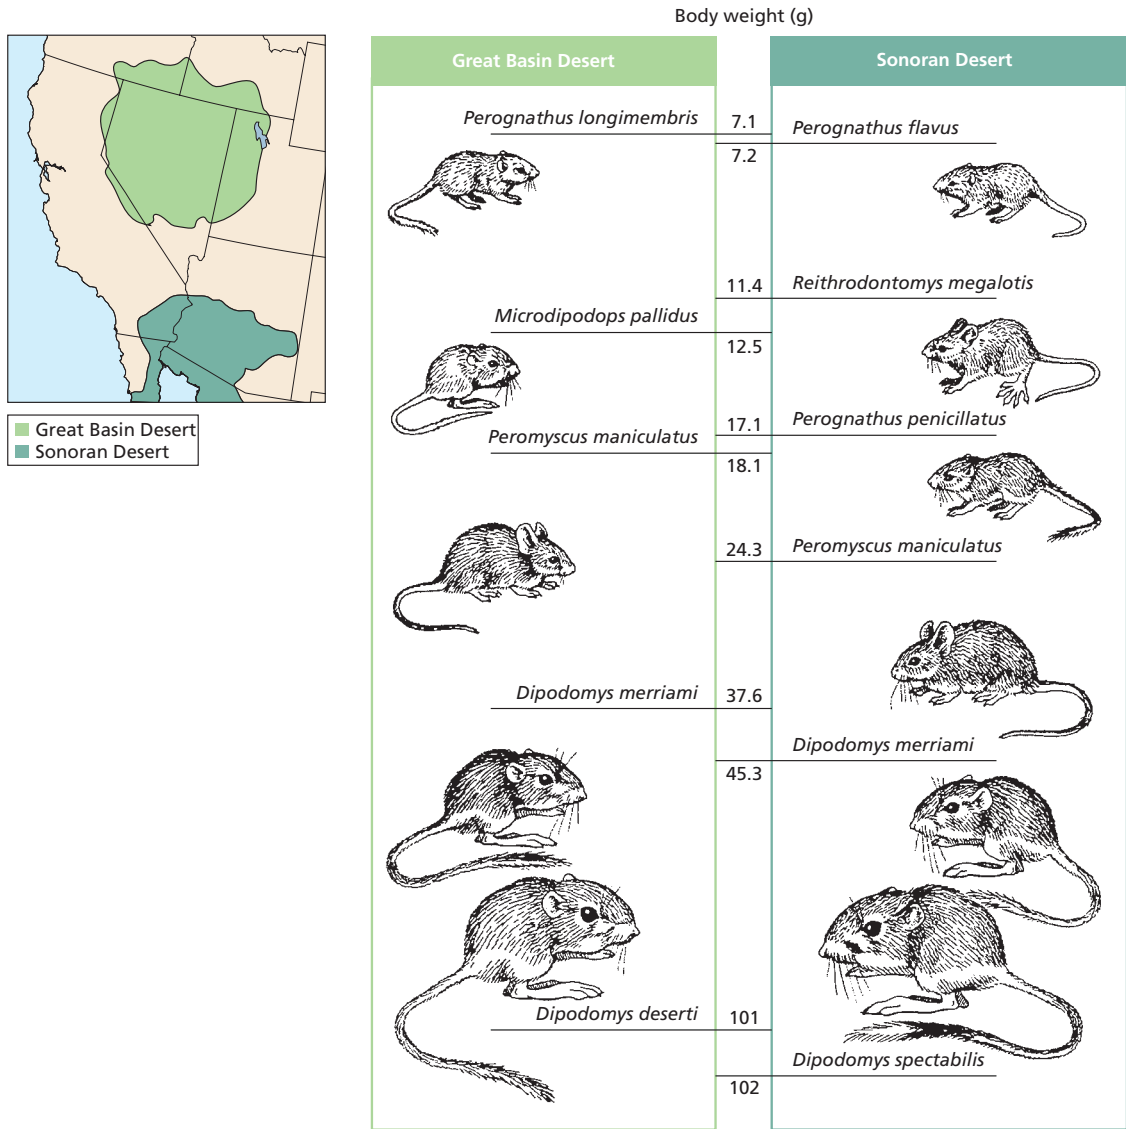 Body weight (g)
Great Basin Desert
Sonoran Desert
Great Basin Desert
Sonoran Desert
Perognathus longimembris
7.1
Perognathus flavus
7.2
11.4
Reithrodontomys megalotis
Microdipodops pallidus
12.5
17.1
Perognathus penicillatus
Peromyscus maniculatus
18.1
24.3
Peromyscus maniculatus
Dipodomys merriami
37.6
Dipodomys merriami
45.3
Dipodomys deserti
101
Dipodomys spectabilis
102